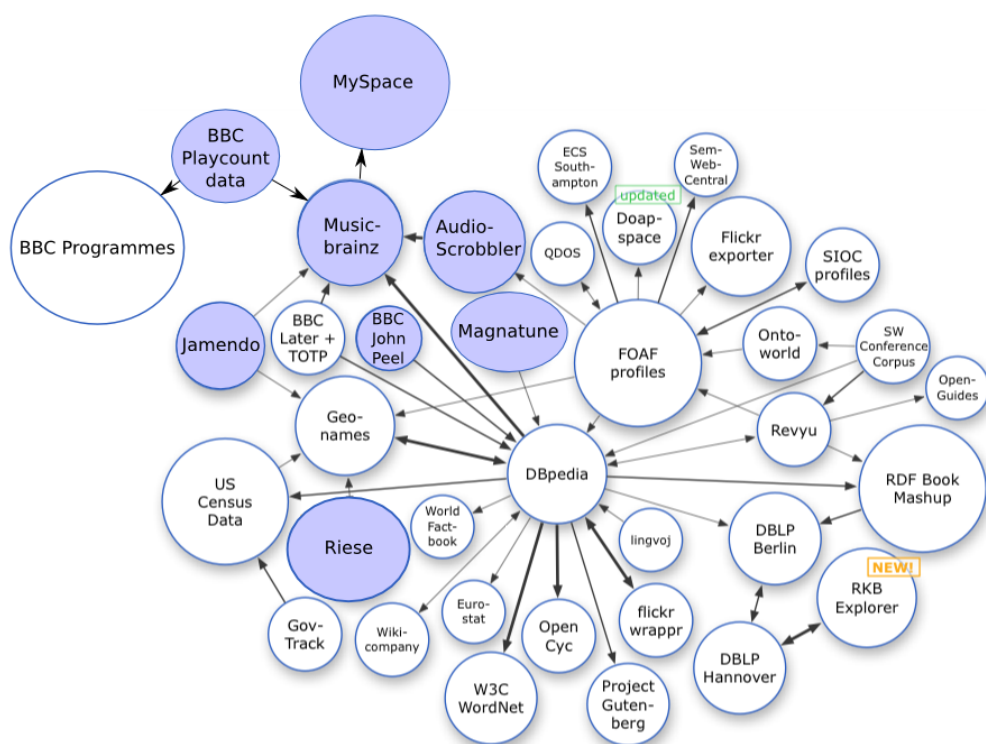 MySpace
BBC
Playcount
data
BBC Programmes
Music-
brainz
Audio-
Scrobbler
ECS
South-
ampton
Sem-
Web-
Central
updated
Doap-
space
QDOS
Flickr
exporter
SIOC
profiles
Jamendo
BBC
Later +
TOTP
BBC
John
Peel
Magnatune
FOAF
profiles
Onto-
world
SW
Conference
Corpus
Open-
Guides
Geo-
names
Revyu
DBpedia
US
Census
Data
RDF Book
Mashup
World
Fact-
book
lingvoj
DBLP
Berlin
Riese
NEW!
RKB
Explorer
Gov-
Track
Wiki-
company
Euro-
stat
Open
Cyc
flickr
wrappr
W3C
WordNet
Project
Guten-
berg
DBLP
Hannover